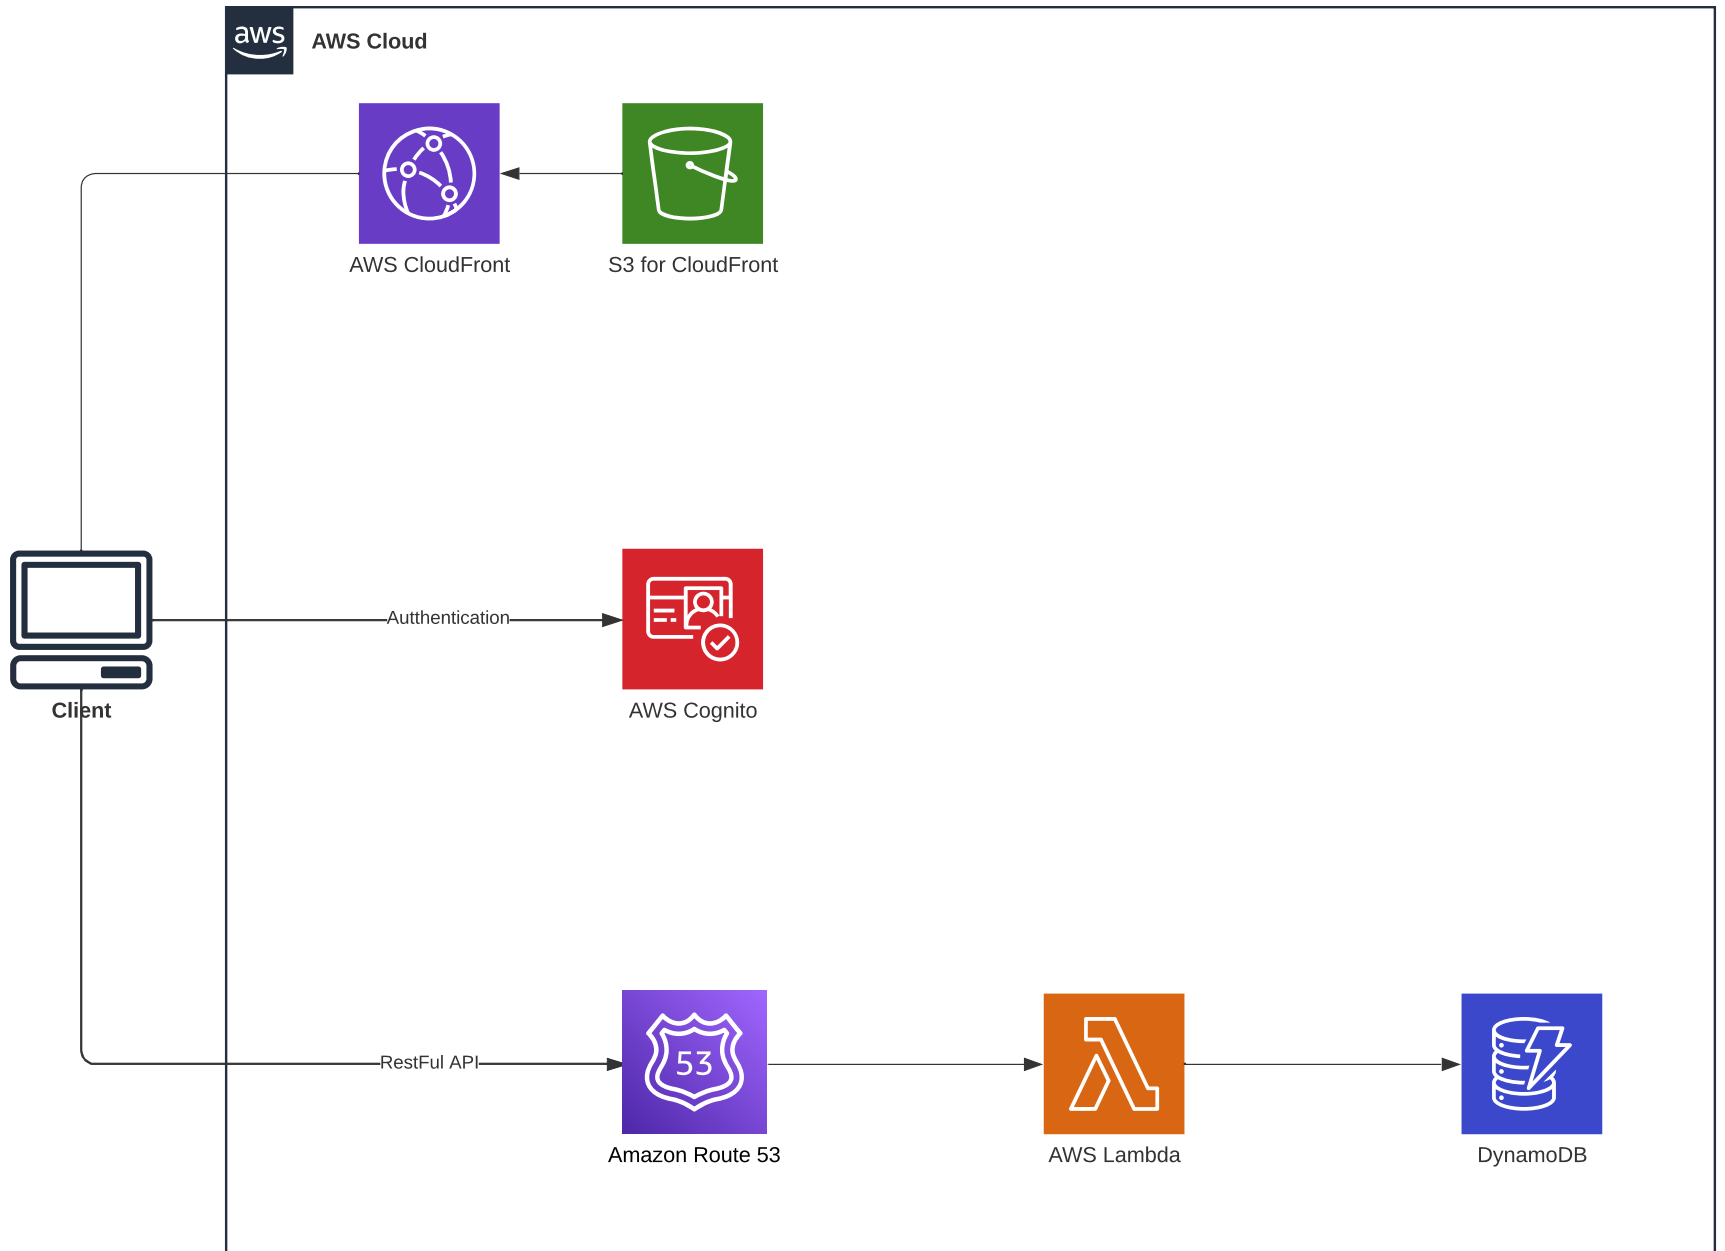 aws
AWS Cloud
AWS CloudFront
S3 for CloudFront
Autthentication
Client
AWS Cognito
RestFul API
53
Amazon Route 53
AWS Lambda
DynamoDB